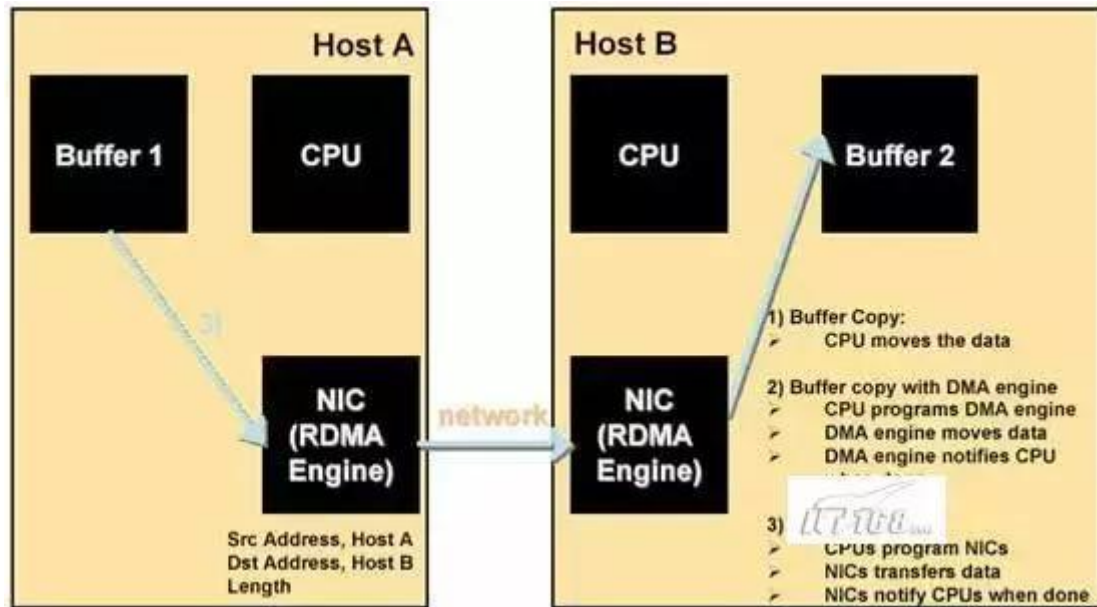 Host A
Buffer 1
CPU
3)
NIC
(RDMA
Engine)
Src Address, Host A
Dst Address, Host B
Length
network
Host B
CPU
Buffer 2
NIC
(RDMA
Engine)
1) Buffer Copy:
➢ CPU moves the data
2) Buffer copy with DMA engine
➢ CPU programs DMA engine
➢ DMA engine moves data
➢ DMA engine notifies CPU
3)
➢ CPUs program NICs
➢ NICs transfers data
➢ NICs notify CPUs when done